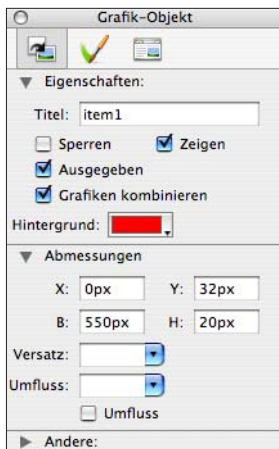 Grafik-Objekt
Eigenschaften:
Titel: item1
Sperren Zeigen
Ausgegeben
Grafiken kombinieren
Hintergrund:
Abmessungen
X: 0px Y: 32px
B: 550px H: 20px
Versatz:
Umfluss:
Umfluss
Andere: